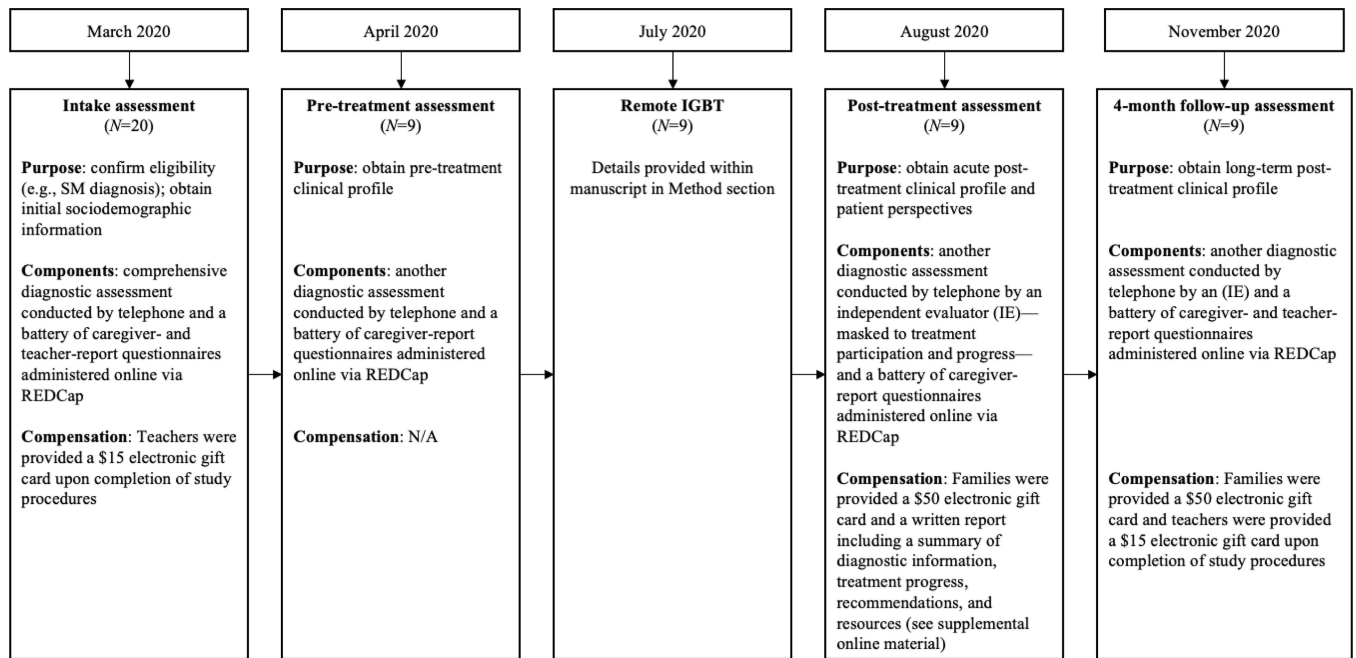 March 2020
April 2020
July 2020
August 2020
November 2020
Intake assessment
(N=20)
Purpose: confirm eligibility
(e.g., SM diagnosis); obtain
initial sociodemographic
information
Components: comprehensive
diagnostic assessment
conducted by telephone and a
battery of caregiver- and
teacher-report questionnaires
administered online via
REDCap
Compensation: Teachers were
provided a $15 electronic gift
card upon completion of study
procedures
Pre-treatment assessment
(N=9)
Purpose: obtain pre-treatment
clinical profile
Components: another
diagnostic assessment
conducted by telephone and a
battery of caregiver-report
questionnaires administered
online via REDCap
Compensation: N/A
Remote IGBT
(N=9)
Details provided within
manuscript in Method section
Post-treatment assessment
(N=9)
Purpose: obtain acute post-
treatment clinical profile and
patient perspectives
Components: another
diagnostic assessment
conducted by telephone by an
independent evaluator (IE)—
masked to treatment
participation and progress—
and a battery of caregiver-
report questionnaires
administered online via
REDCap
Compensation: Families were
provided a $50 electronic gift
card and a written report
including a summary of
diagnostic information,
treatment progress,
recommendations, and
resources (see supplemental
online material)
4-month follow-up assessment
(N=9)
Purpose: obtain long-term post-
treatment clinical profile
Components: another diagnostic
assessment conducted by
telephone by an (IE) and a
battery of caregiver- and teacher-
report questionnaires
administered online via REDCap
Compensation: Families were
provided a $50 electronic gift
card and teachers were provided
a $15 electronic gift card upon
completion of study procedures